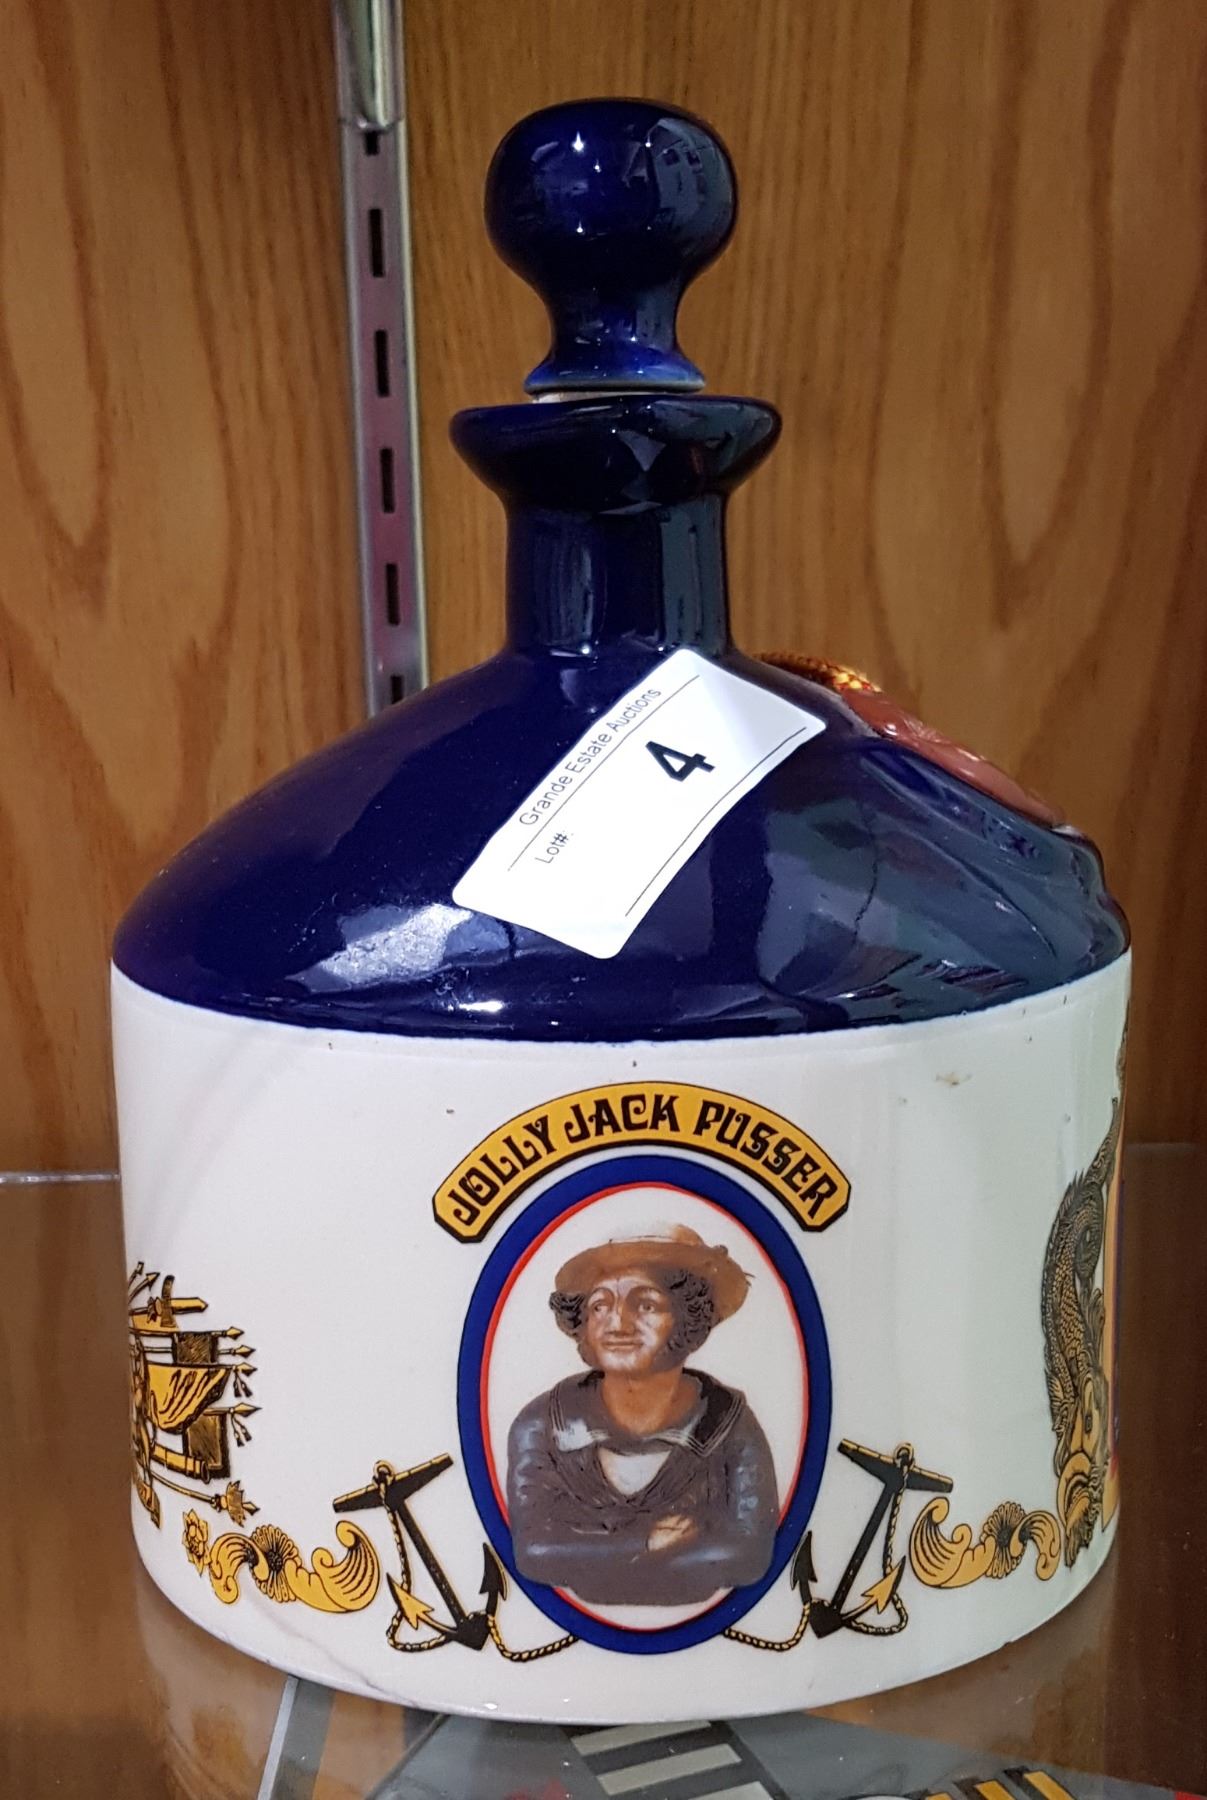 Grande Estate Auctions
Lot#: 4
JOLLY JACK PUSSER